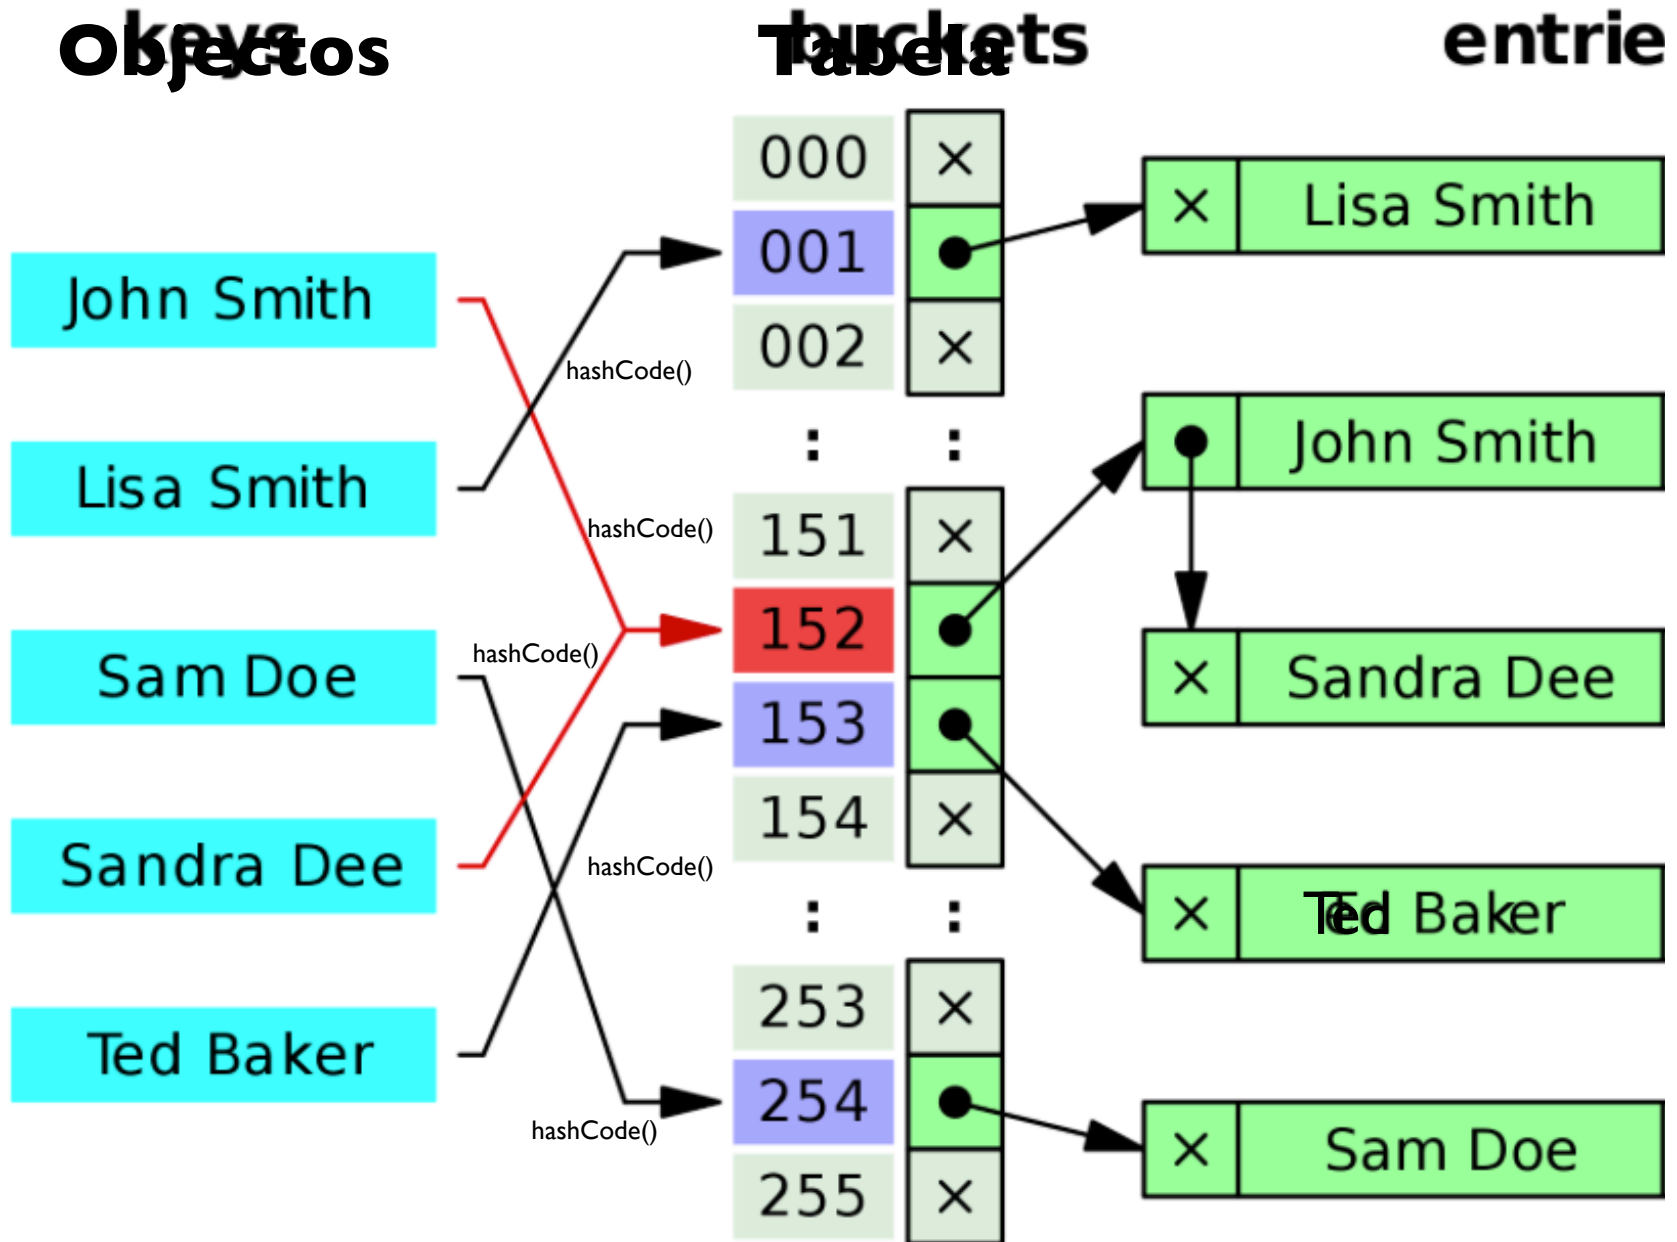 keys
Objectos
buckets
Tabela
entrie
000
001
002
:
:
151
152
153
154
:
:
253
254
255
John Smith
Lisa Smith
Sam Doe
Sandra Dee
Ted Baker
hashCode()
hashCode()
hashCode()
hashCode()
hashCode()
Lisa Smith
John Smith
Sandra Dee
Ted Baker
Sam Doe